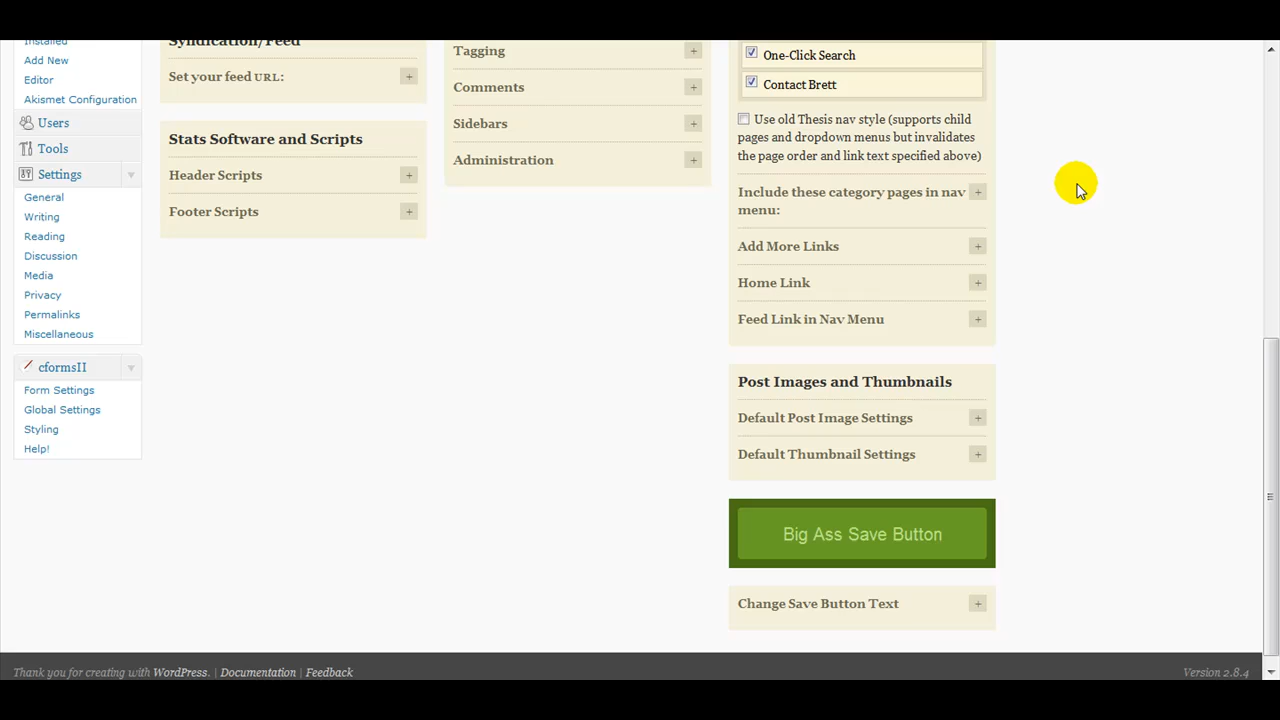 Installed
Add New
Editor
Akismet Configuration
Users
Tools
Settings
General
Writing
Reading
Discussion
Media
Privacy
Permalinks
Miscellaneous
cformsII
Form Settings
Global Settings
Styling
Help!
Syndication/Feed
Set your feed URL: +
Stats Software and Scripts
Header Scripts +
Footer Scripts +
Tagging +
Comments +
Sidebars +
Administration +
One-Click Search
Contact Brett
Use old Thesis nav style (supports child
pages and dropdown menus but invalidates
the page order and link text specified above)
Include these category pages in nav +
menu:
Add More Links +
Home Link +
Feed Link in Nav Menu +
Post Images and Thumbnails
Default Post Image Settings +
Default Thumbnail Settings +
Big Ass Save Button
Change Save Button Text +
Thank you for creating with WordPress. | Documentation | Feedback
Version 2.8.4